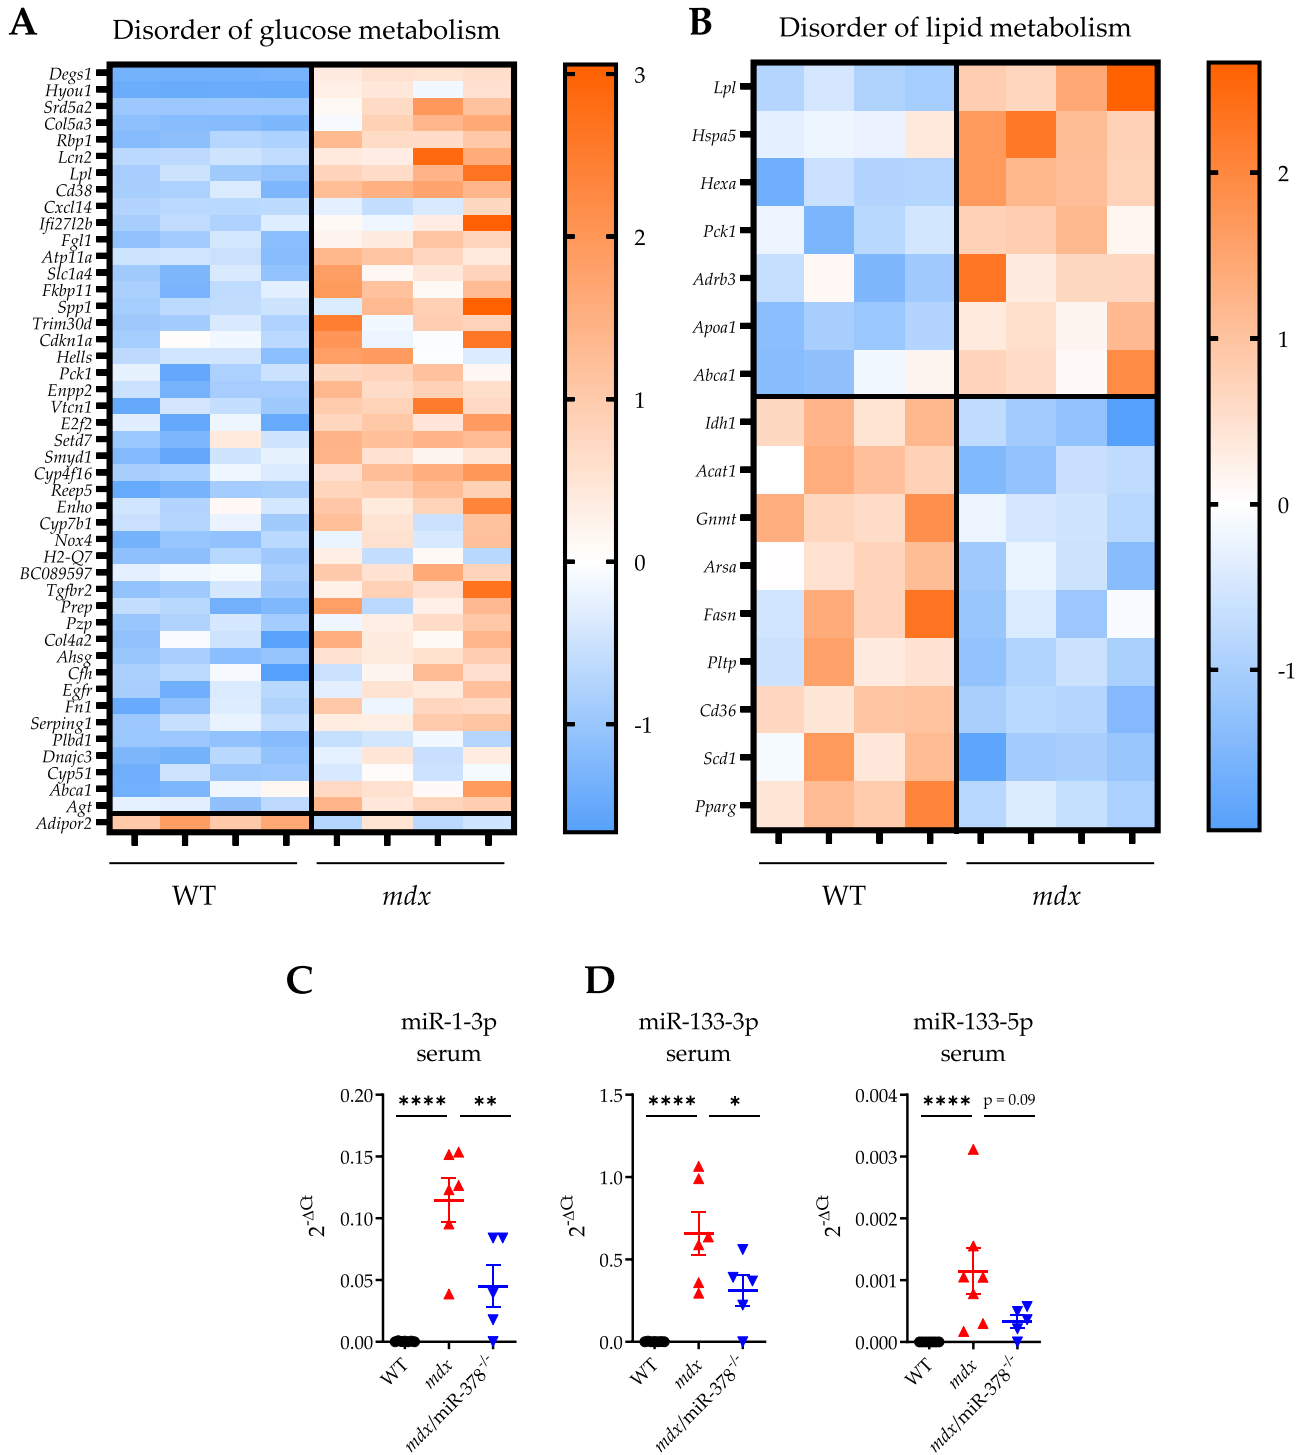 A
Disorder of glucose metabolism
Degs1
Hyou1
Srd5a2
Col5a3
Rbp1
Lcn2
Lpl
Cd38
Cxcl14
Ifi27l2b
Fgl1
Atp11a
Slc1a4
Fkbp11
Spp1
Trim30d
Cdkn1a
Hells
Pck1
Enpp2
Vtcn1
E2f2
Setd7
Smyd1
Cyp4f16
Reep5
Enho
Cyp7b1
Nox4
H2-Q7
BC089597
Tgfbr2
Prep
Pzp
Col4a2
Ahsg
Cfh
Egfr
Fn1
Serping1
Plbd1
Dnajc3
Cyp51
Abca1
Agt
Adipor2
WT
mdx
3
2
1
0
-1
B
Disorder of lipid metabolism
Lpl
Hspa5
Hexa
Pck1
Adrb3
Apoa1
Abca1
Idh1
Acat1
Gnmt
Arsa
Fasn
Pltp
Cd36
Scd1
Pparg
WT
mdx
2
1
0
-1
C
miR-1-3p
serum
0.20
0.15
0.10
0.05
0.00
2^-ΔCt
**** **
WT
mdx
mdx/miR-378^-/-
D
miR-133-3p
serum
1.5
1.0
0.5
0.0
2^-ΔCt
**** *
WT
mdx
mdx/miR-378^-/-
miR-133-5p
serum
0.004
0.003
0.002
0.001
0.000
2^-ΔCt
**** p = 0.09
WT
mdx
mdx/miR-378^-/-